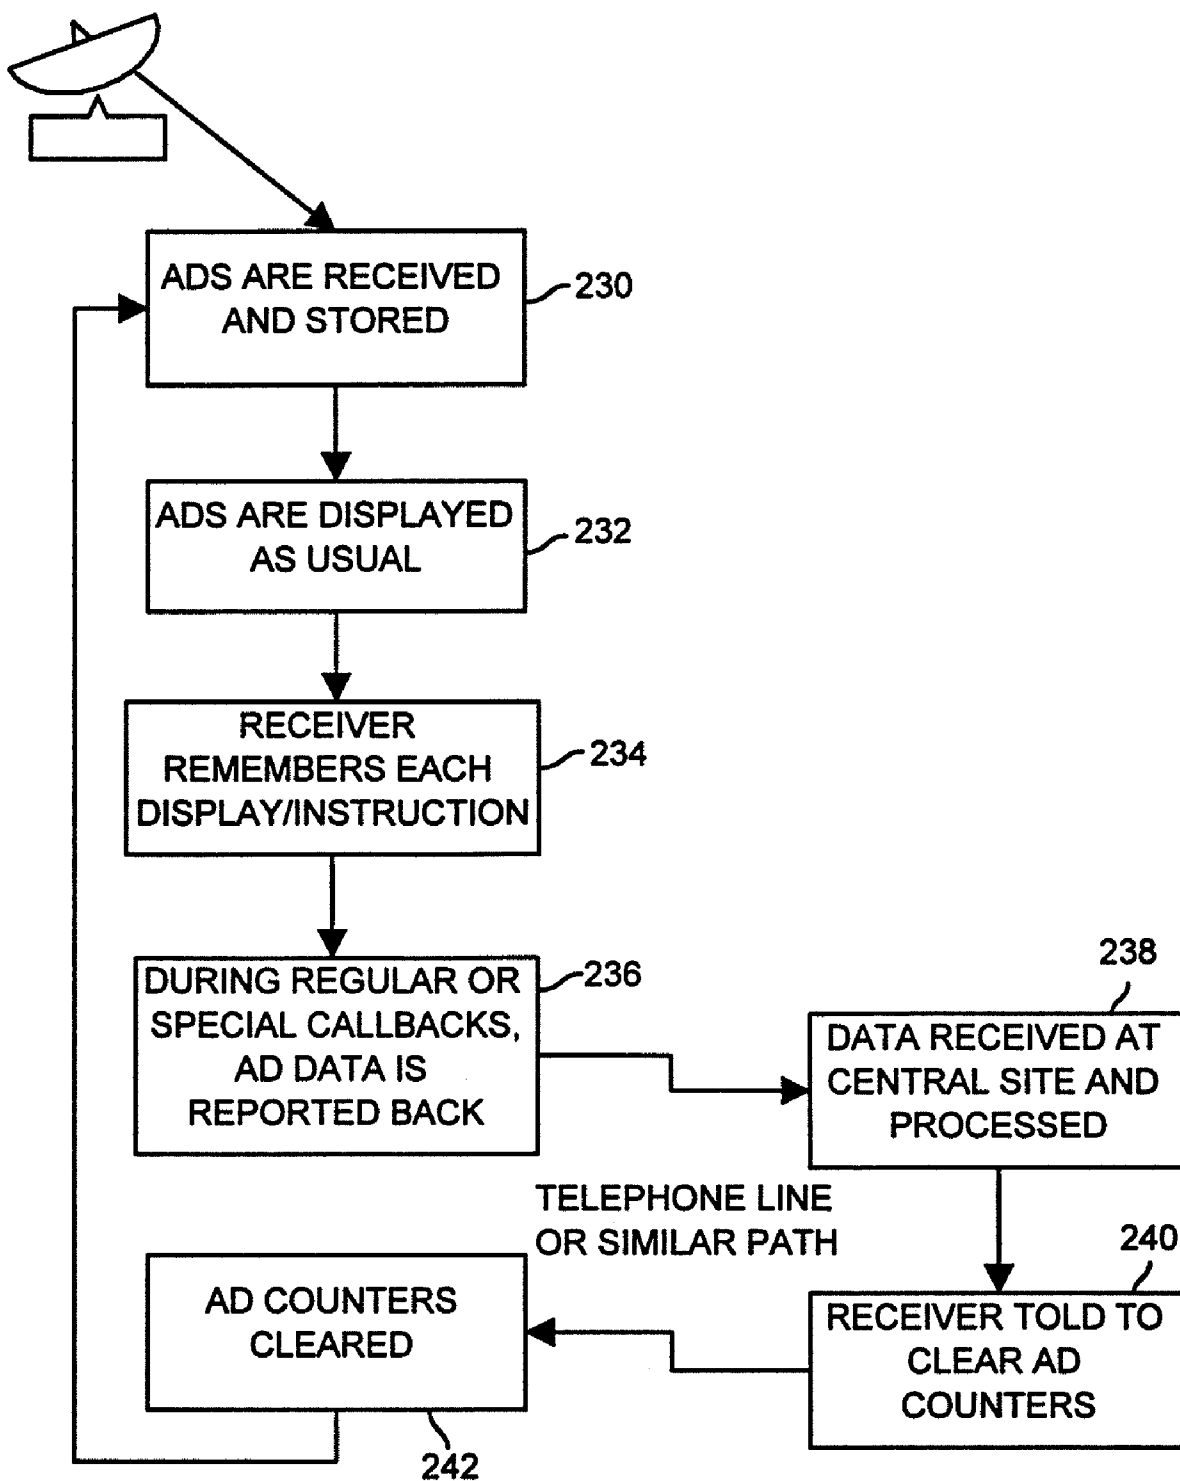 ADS ARE RECEIVED
AND STORED
230
ADS ARE DISPLAYED
AS USUAL
232
RECEIVER
REMEMBERS EACH
DISPLAY/INSTRUCTION
234
DURING REGULAR OR
SPECIAL CALLBACKS,
AD DATA IS
REPORTED BACK
236
238
DATA RECEIVED AT
CENTRAL SITE AND
PROCESSED
TELEPHONE LINE
OR SIMILAR PATH
240
RECEIVER TOLD TO
CLEAR AD
COUNTERS
AD COUNTERS
CLEARED
242